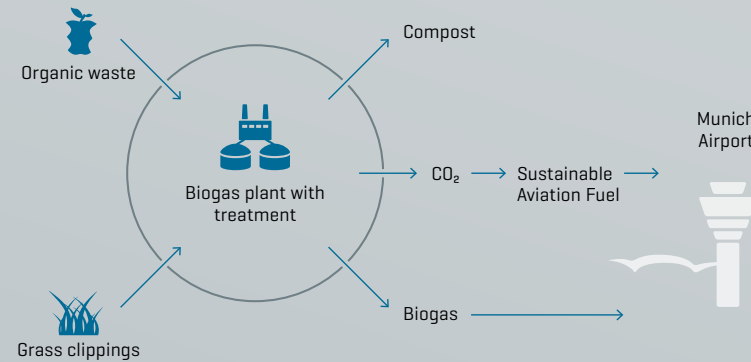 Compost
Organic waste
Munich
Airport
CO₂
Sustainable
Aviation Fuel
Biogas plant with
treatment
Biogas
Grass clippings